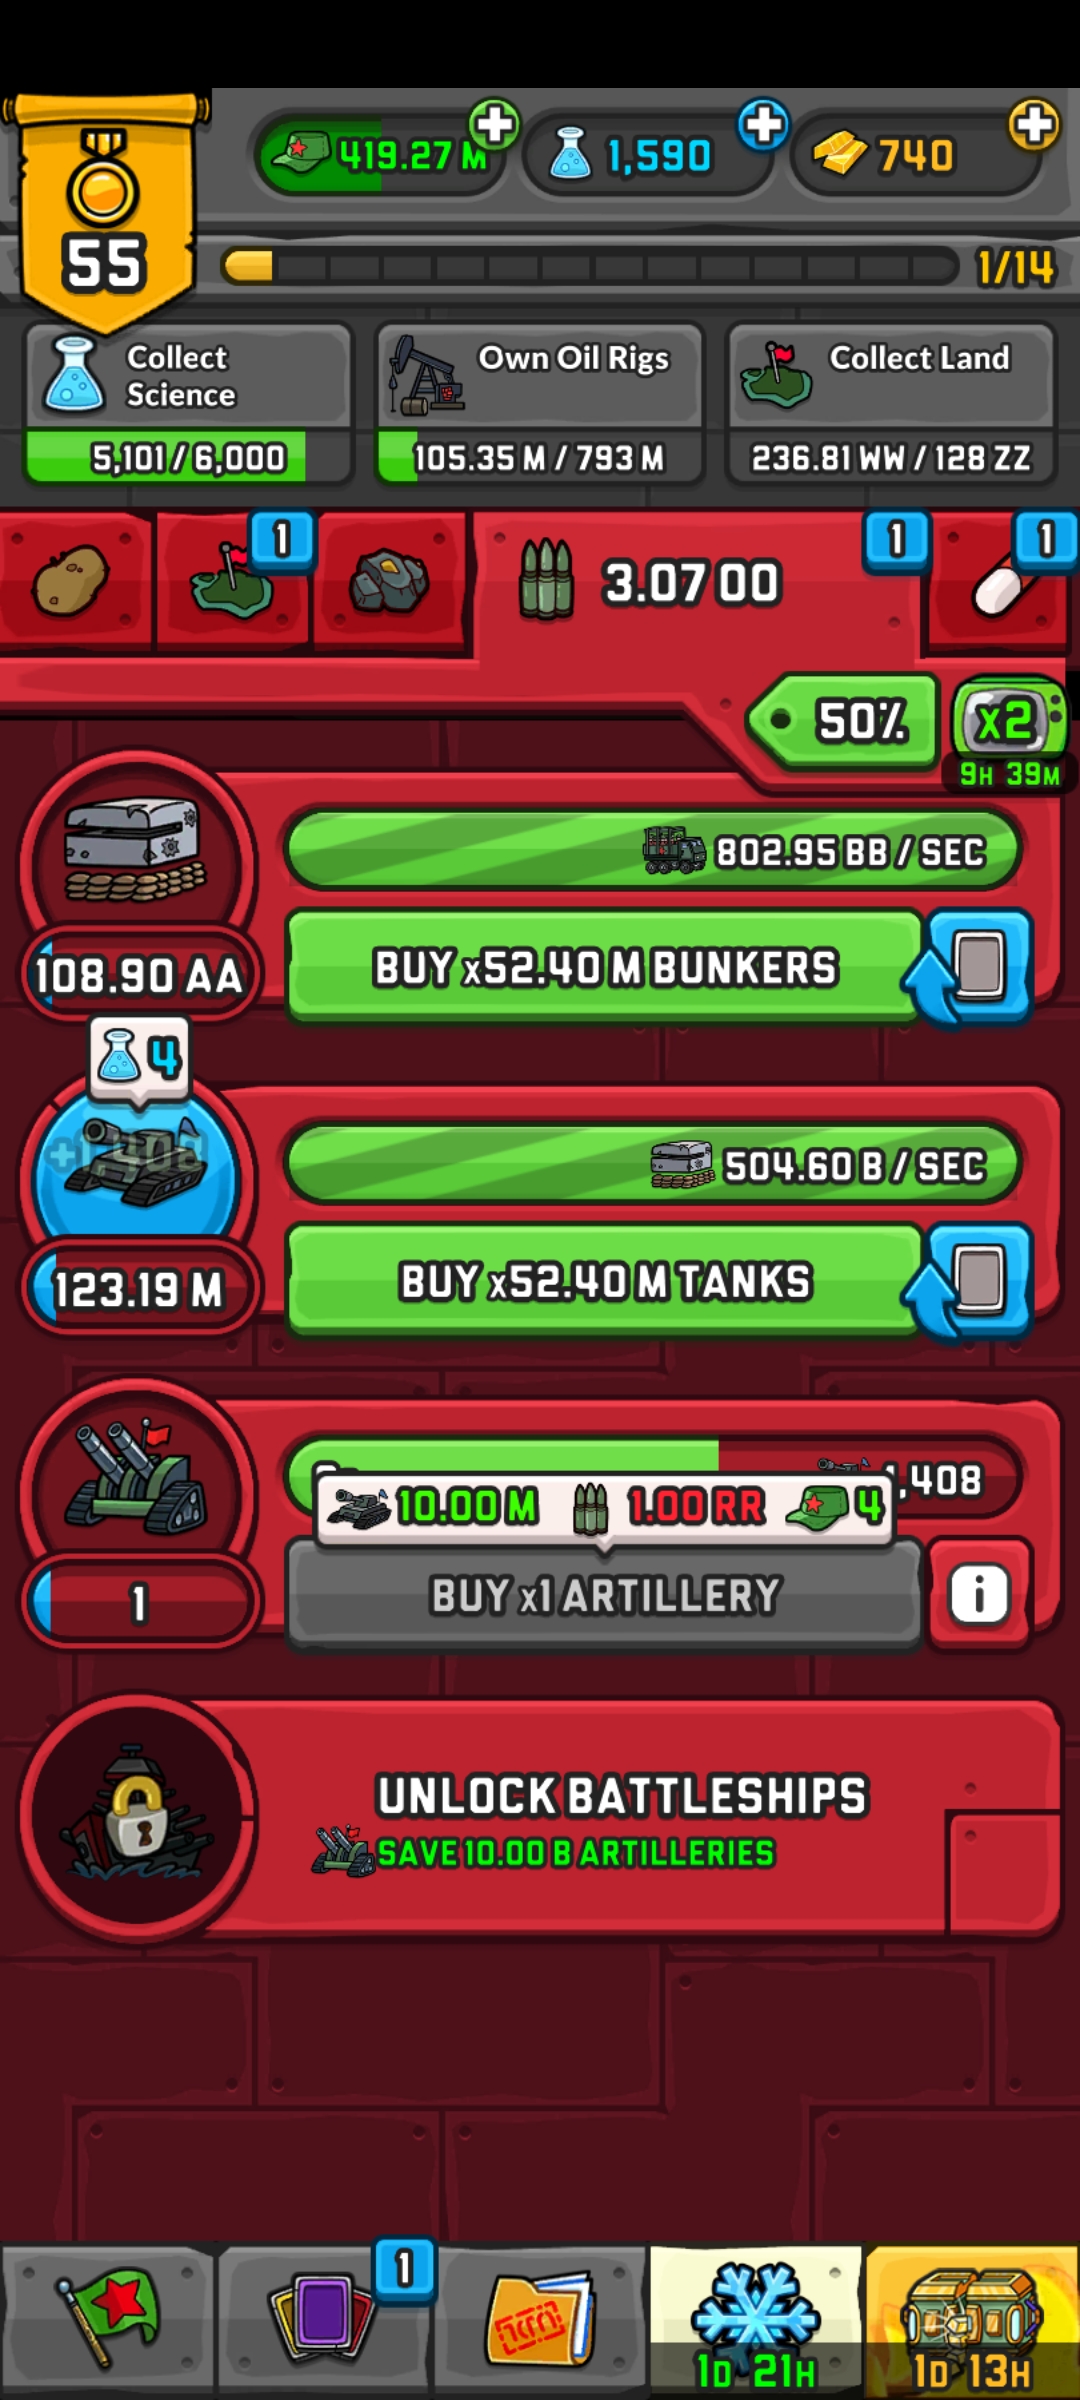 55
419.27 M
1,590
740
1/14
Collect
Science
5,101 / 6,000
Own Oil Rigs
105.35 M / 793 M
Collect Land
236.81 WW / 128 ZZ
1
3.07 OO
1
1
50%
x2
9H 39M
802.95 BB / SEC
108.90 AA
BUY x52.40 M BUNKERS
4
504.60 B / SEC
123.19 M
BUY x52.40 M TANKS
,408
10.00 M
1.00 RR
4
1
BUY x1 ARTILLERY
i
UNLOCK BATTLESHIPS
SAVE 10.00 B ARTILLERIES
1
1D 21H
1D 13H